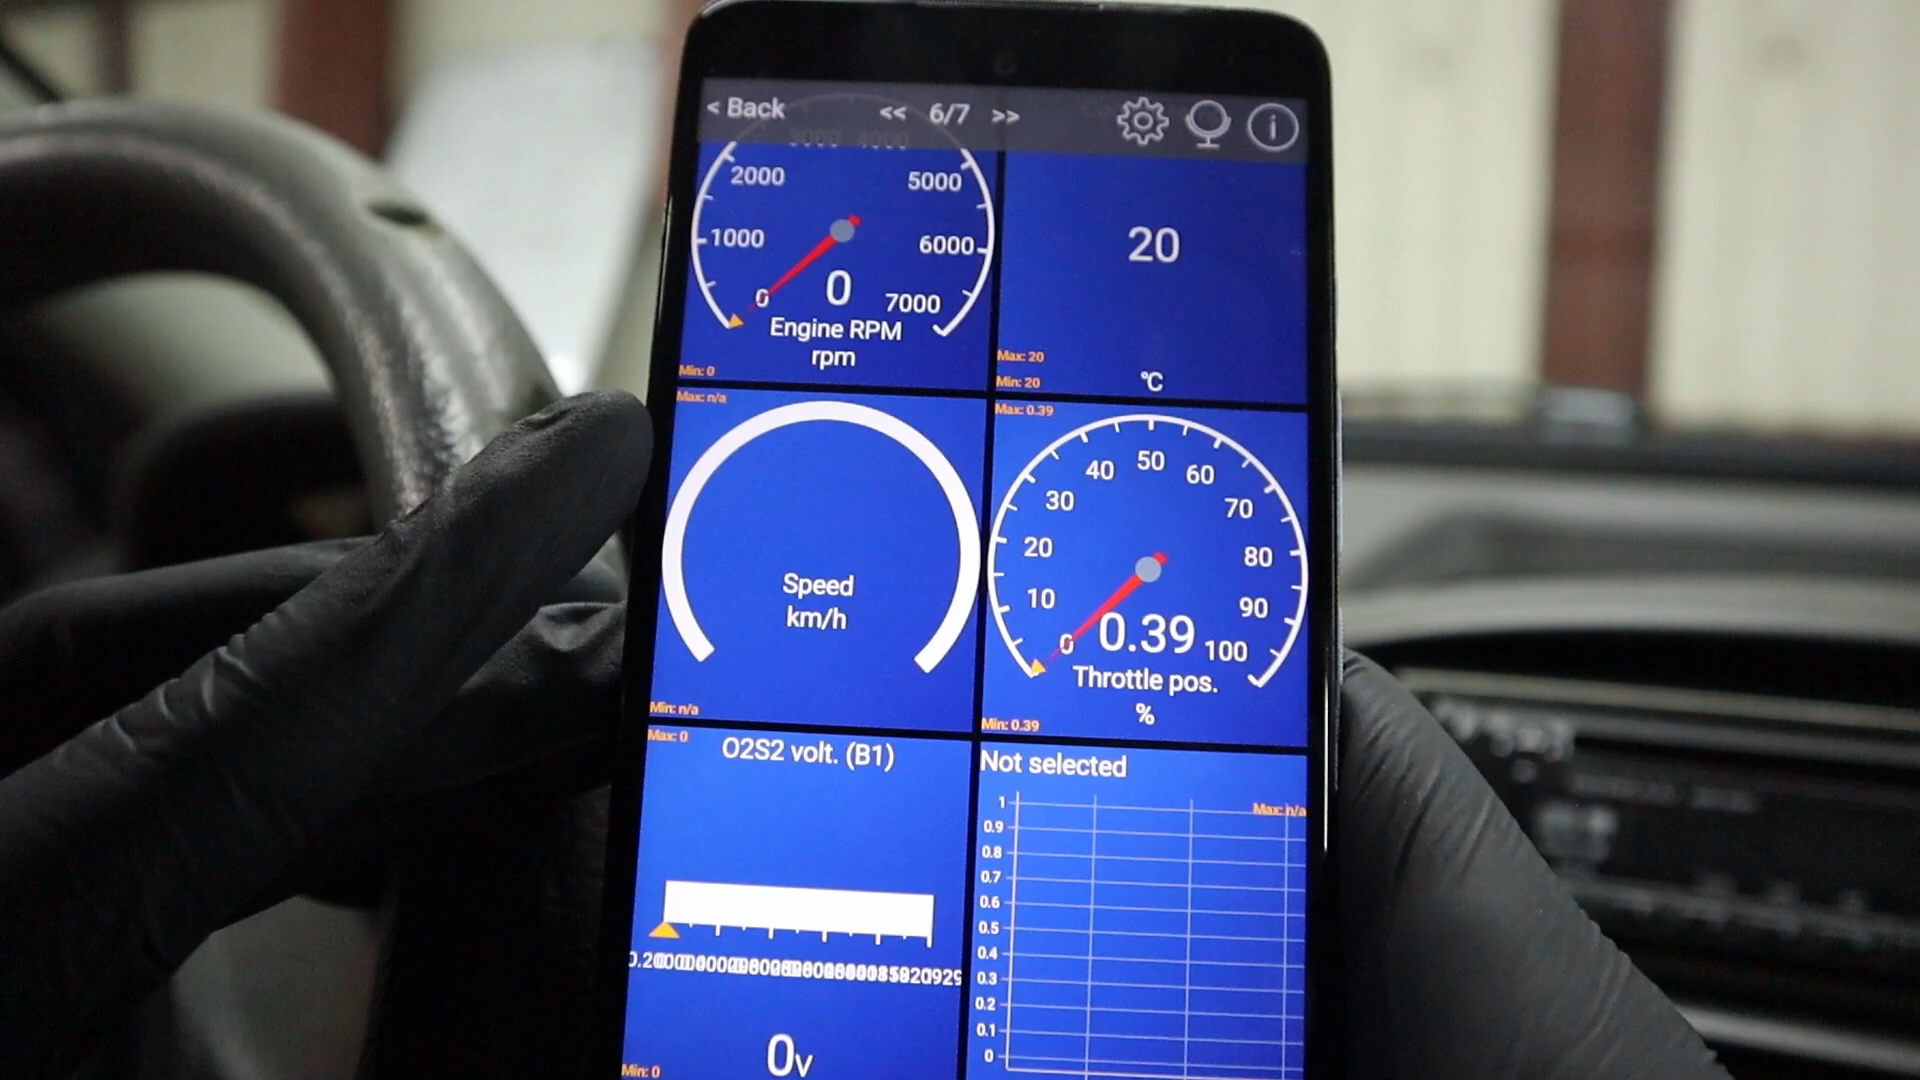 < Back
<< 6/7 >>
i
3000 4000
2000 5000
1000 6000
0 0 7000
Engine RPM
rpm
Min: 0
20
Max: 20
Min: 20
℃
Max: n/a
Speed
km/h
Min: n/a
Max: 0.39
50
40 60
30 70
20 80
10 90
0 0.39 100
Throttle pos.
%
Min: 0.39
Max: 0
O2S2 volt. (B1)
0v
Min: 0
Not selected
Max: n/a
1
0.9
0.8
0.7
0.6
0.5
0.4
0.3
0.2
0.1
0